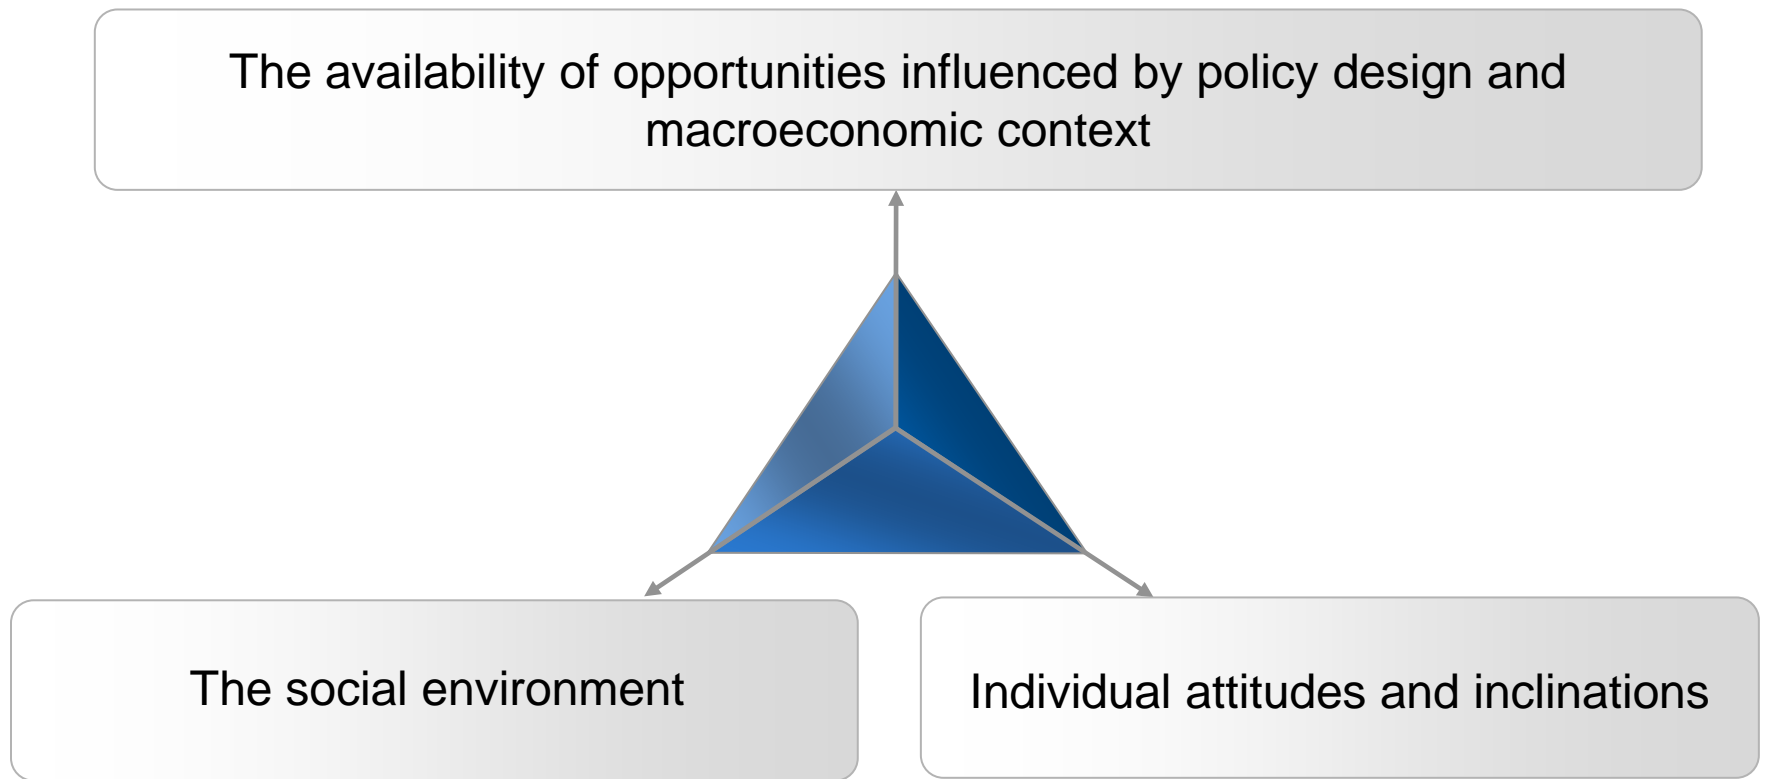 The availability of opportunities influenced by policy design and
macroeconomic context
The social environment
Individual attitudes and inclinations